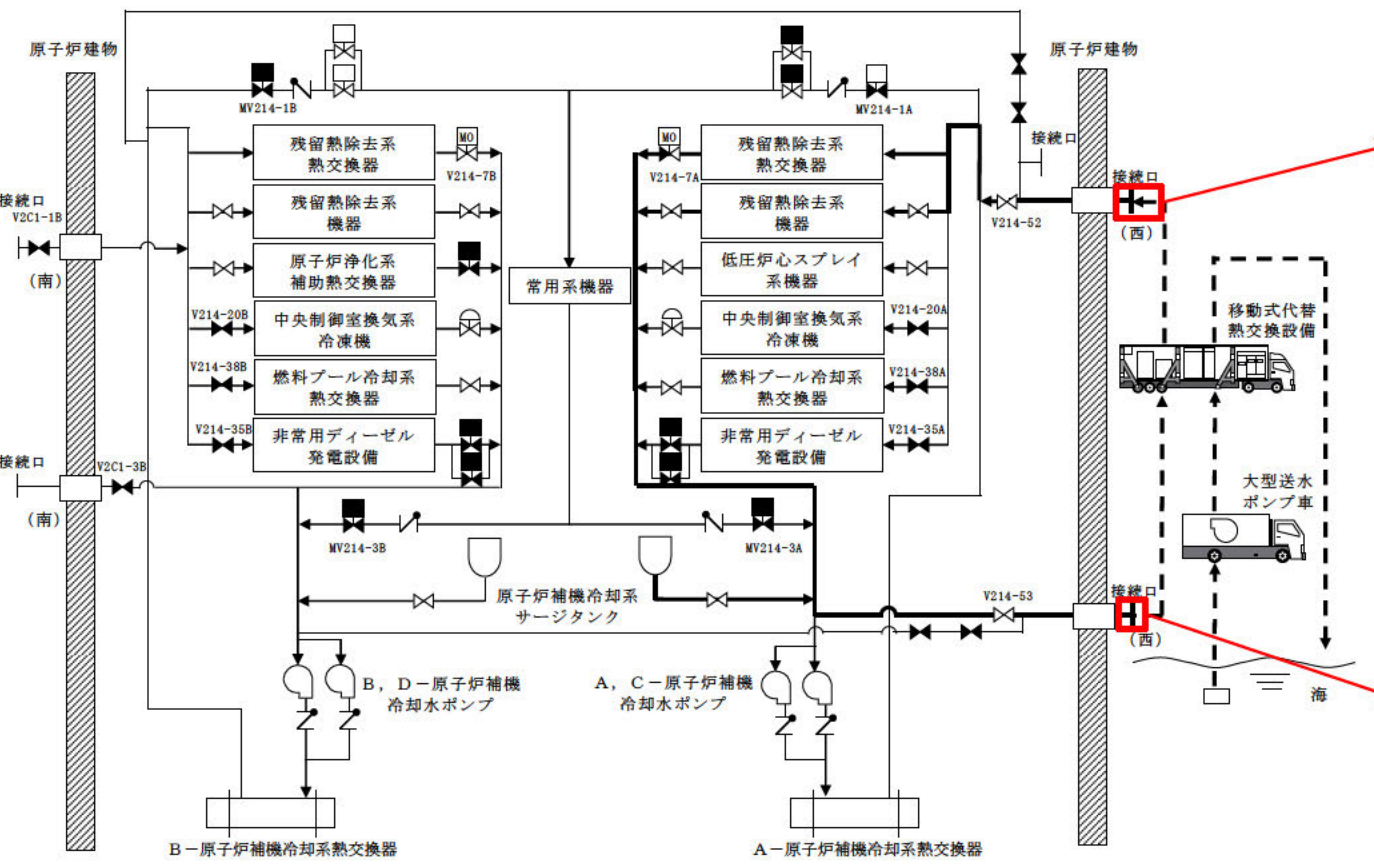 原子炉建物
原子炉建物
MV214-1B
MV214-1A
接続口
残留熱除去系
熱交換器
MO
V214-7B
MO
V214-7A
残留熱除去系
熱交換器
接続口
(西)
接続口
V2C1-1B
(南)
残留熱除去系
機器
残留熱除去系
機器
V214-52
原子炉浄化系
補助熱交換器
常用系機器
低圧炉心スプレイ
系機器
V214-20B
中央制御室換気系
冷凍機
中央制御室換気系
冷凍機
V214-20A
移動式代替
熱交換設備
V214-38B
燃料プール冷却系
熱交換器
燃料プール冷却系
熱交換器
V214-38A
V214-35B
非常用ディーゼル
発電設備
非常用ディーゼル
発電設備
V214-35A
接続口
V2C1-3B
(南)
大型送水
ポンプ車
MV214-3B
MV214-3A
原子炉補機冷却系
サージタンク
V214-53
接続口
(西)
B,D-原子炉補機
冷却水ポンプ
A,C-原子炉補機
冷却水ポンプ
海
B-原子炉補機冷却系熱交換器
A-原子炉補機冷却系熱交換器